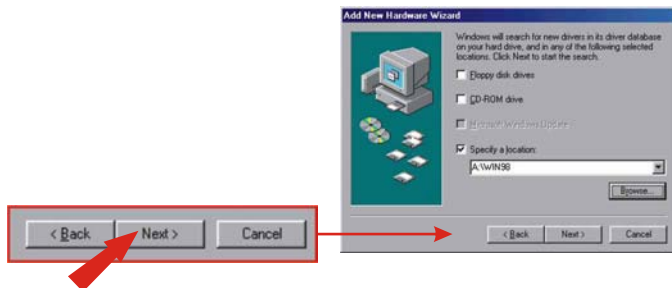 Add New Hardware Wizard
Windows will search for new drivers in its driver database
on your hard drive, and in any of the following selected
locations. Click Next to start the search.
Floppy disk drives
CD-ROM drive
Microsoft Windows Update
Specify a location:
A:\WIN98
Browse...
< Back Next > Cancel
< Back Next > Cancel